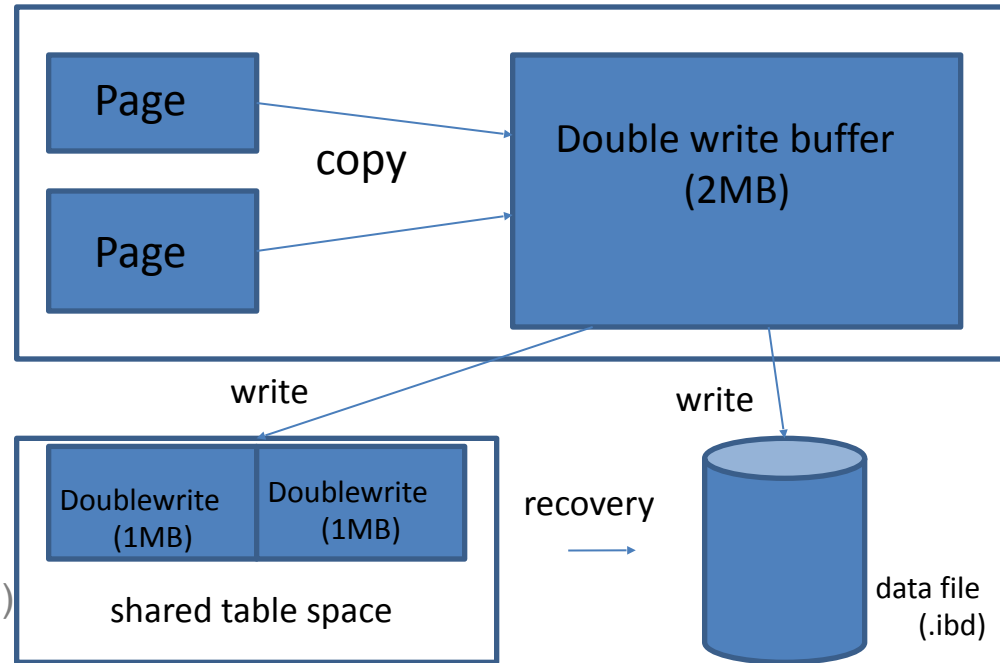 Page
copy
Page
Double write buffer
(2MB)
write
write
Doublewrite
(1MB)
Doublewrite
(1MB)
recovery
)
shared table space
data file
(.ibd)